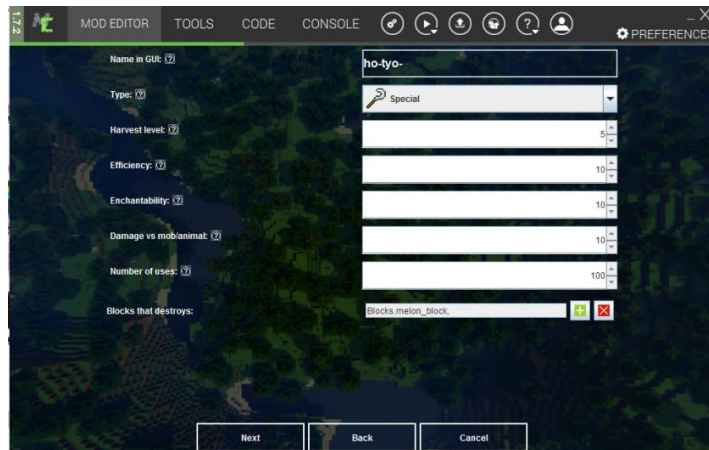 1.7.2
MOD EDITOR TOOLS CODE CONSOLE
PREFERENCES
Name in GUI: [?] ho-tyo-
Type: [?] Special
Harvest level: [?] 5
Efficiency: [?] 10
Enchantability: [?] 10
Damage vs mob/animal: [?] 10
Number of uses: [?] 100
Blocks that destroys: Blocks.melon_block,
Next Back Cancel